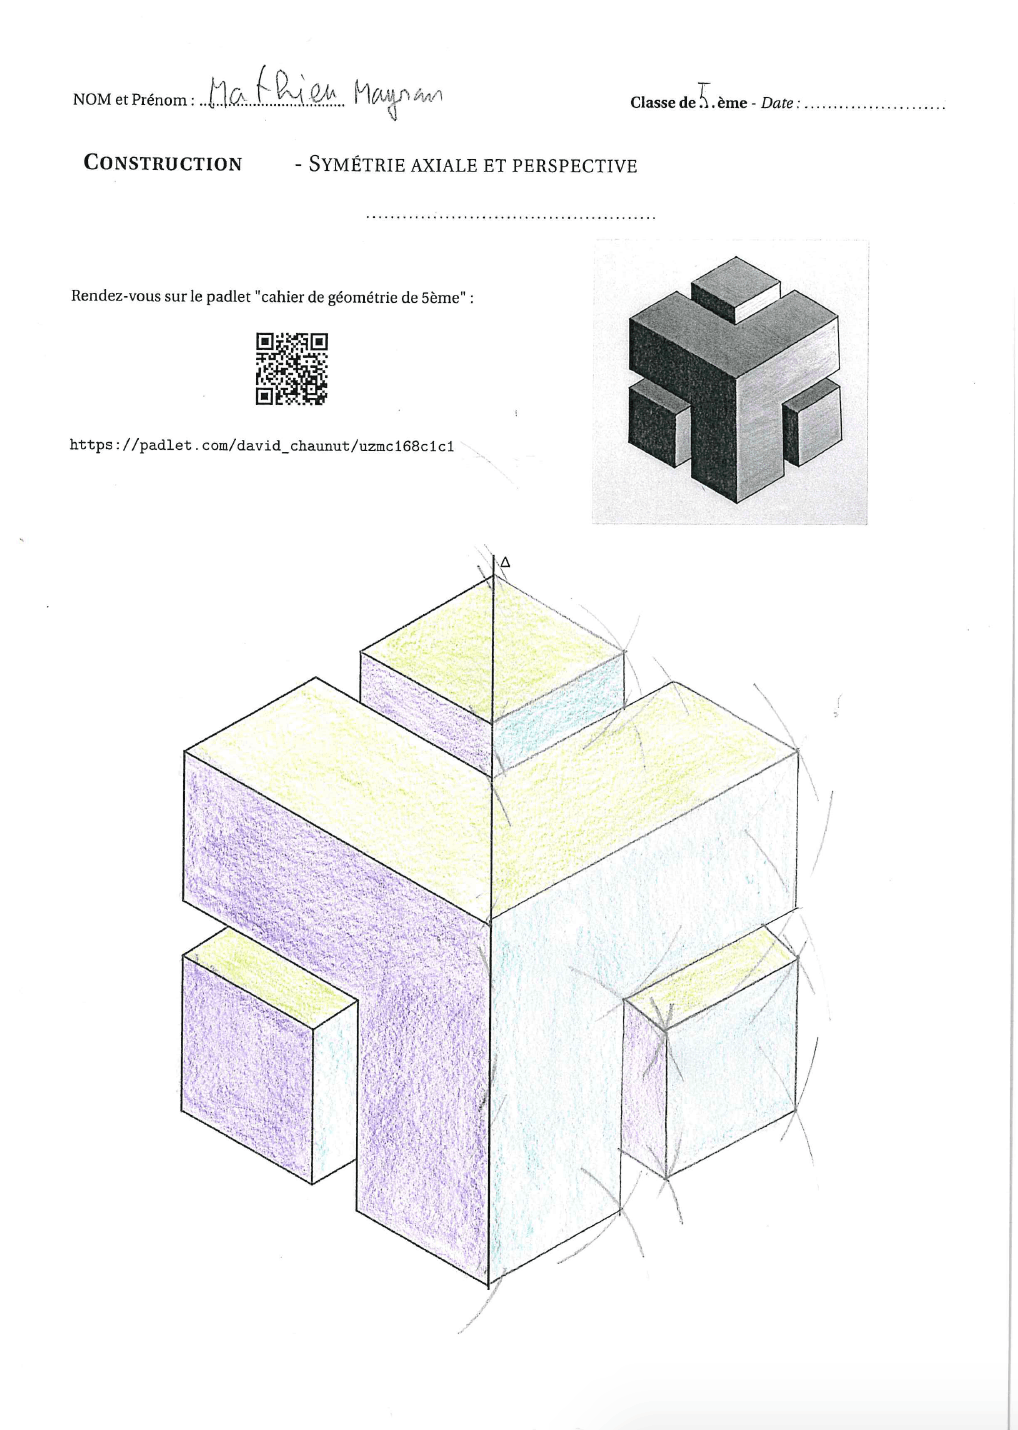 NOM et Prénom : Mathieu Mayran
Classe de 5.ème - Date : ........................
CONSTRUCTION - SYMÉTRIE AXIALE ET PERSPECTIVE
Rendez-vous sur le padlet "cahier de géométrie de 5ème" :
https://padlet.com/david_chaunut/uzmc168c1c1
Δ